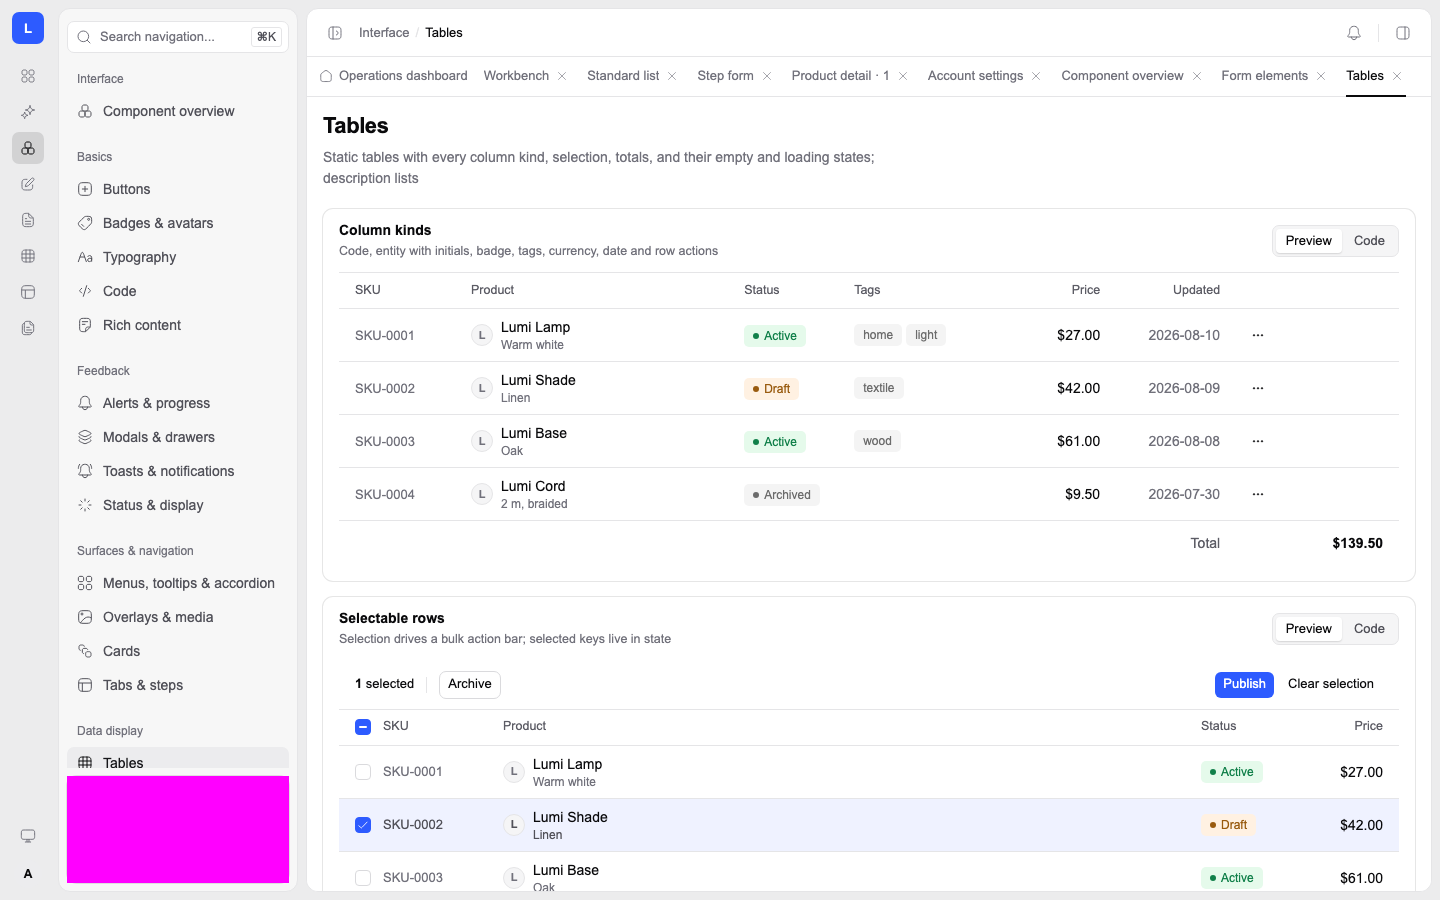 L
Search navigation...
⌘K
Interface
Component overview
Basics
Buttons
Badges & avatars
Typography
Code
Rich content
Feedback
Alerts & progress
Modals & drawers
Toasts & notifications
Status & display
Surfaces & navigation
Menus, tooltips & accordion
Overlays & media
Cards
Tabs & steps
Data display
Tables
A
Interface / Tables
Operations dashboard Workbench Standard list Step form Product detail · 1 Account settings Component overview Form elements Tables
Tables
Static tables with every column kind, selection, totals, and their empty and loading states;
description lists
Column kinds
Code, entity with initials, badge, tags, currency, date and row actions
Preview Code
SKU Product Status Tags Price Updated
SKU-0001 L Lumi Lamp Active home light $27.00 2026-08-10 ···
Warm white
SKU-0002 L Lumi Shade Draft textile $42.00 2026-08-09 ···
Linen
SKU-0003 L Lumi Base Active wood $61.00 2026-08-08 ···
Oak
SKU-0004 L Lumi Cord Archived $9.50 2026-07-30 ···
2 m, braided
Total $139.50
Selectable rows
Selection drives a bulk action bar; selected keys live in state
Preview Code
1 selected Archive Publish Clear selection
SKU Product Status Price
SKU-0001 L Lumi Lamp Active $27.00
Warm white
SKU-0002 L Lumi Shade Draft $42.00
Linen
SKU-0003 L Lumi Base Active $61.00
Oak